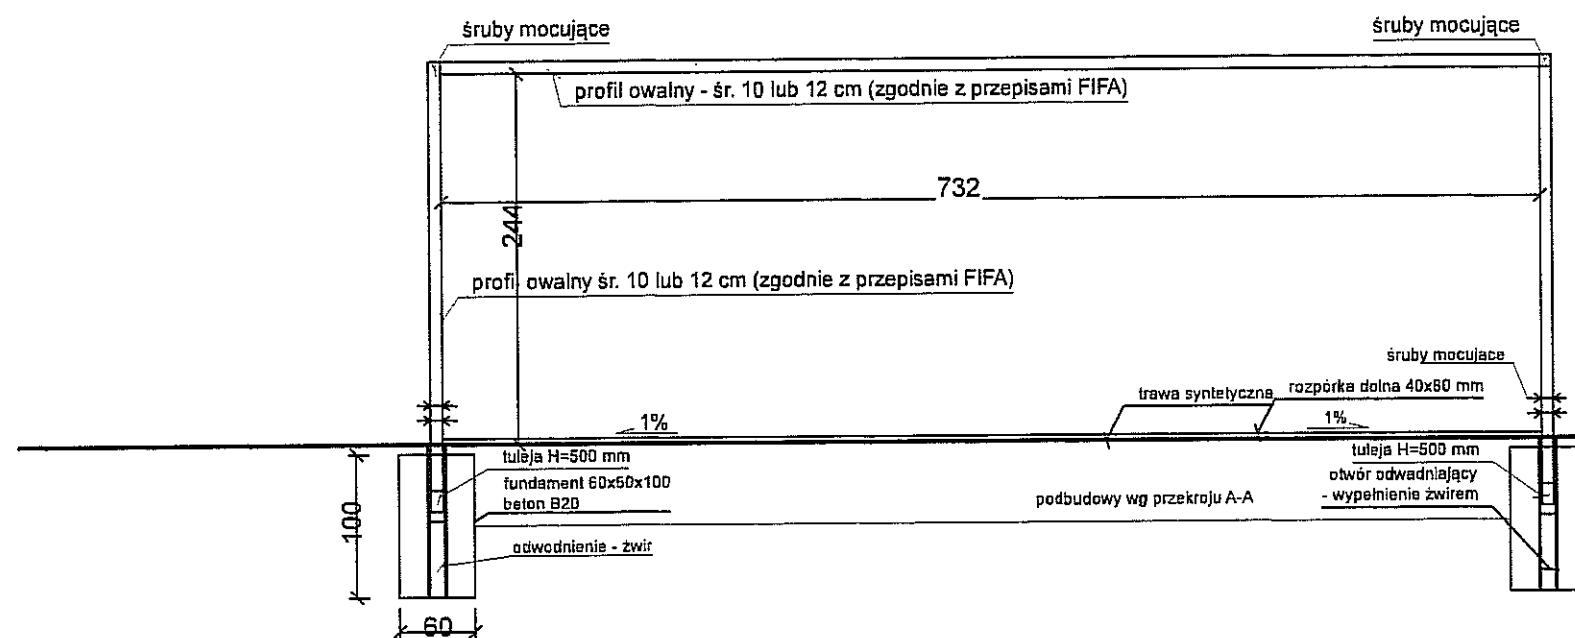 śruby mocujące
śruby mocujące
profil owalny - śr. 10 lub 12 cm (zgodnie z przepisami FIFA)
732
244
profil owalny śr. 10 lub 12 cm (zgodnie z przepisami FIFA)
śruby mocujace
trawa syntetyczna
rozpórka dolna 40x60 mm
1%
1%
tuleja H=500 mm
tuleja H=500 mm
fundament 60x50x100
beton B20
otwór odwadniający
- wypełnienie żwirem
podbudowy wg przekroju A-A
100
odwodnienie - żwir
60